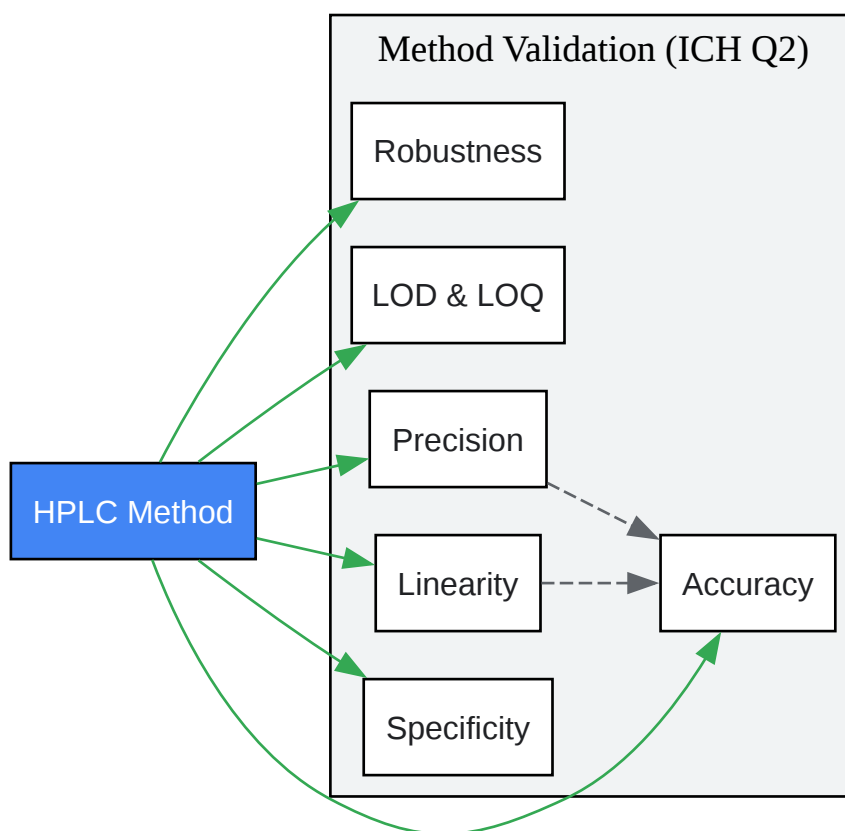 Method Validation (ICH Q2)
Robustness
LOD & LOQ
Precision
HPLC Method
Linearity
Accuracy
Specificity